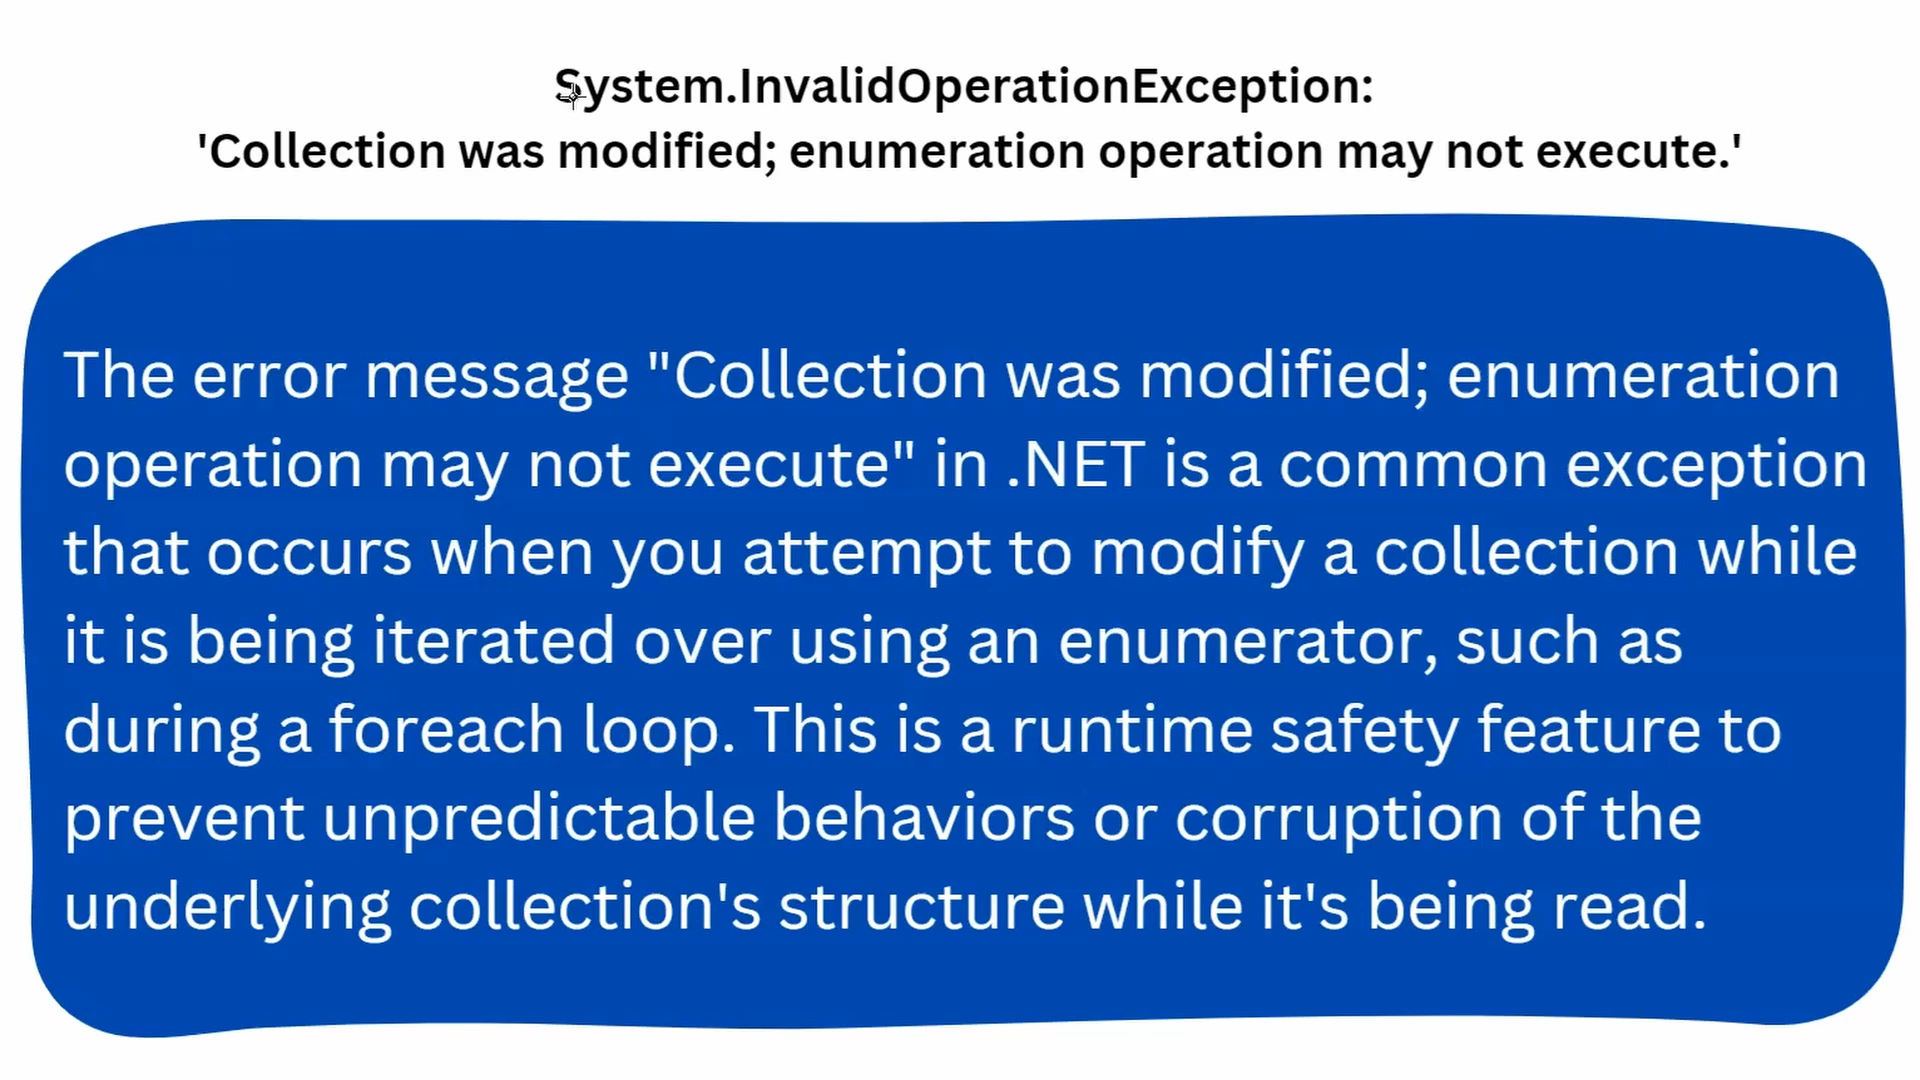 System.InvalidOperationException:
'Collection was modified; enumeration operation may not execute.'
The error message "Collection was modified; enumeration
operation may not execute" in .NET is a common exception
that occurs when you attempt to modify a collection while
it is being iterated over using an enumerator, such as
during a foreach loop. This is a runtime safety feature to
prevent unpredictable behaviors or corruption of the
underlying collection's structure while it's being read.